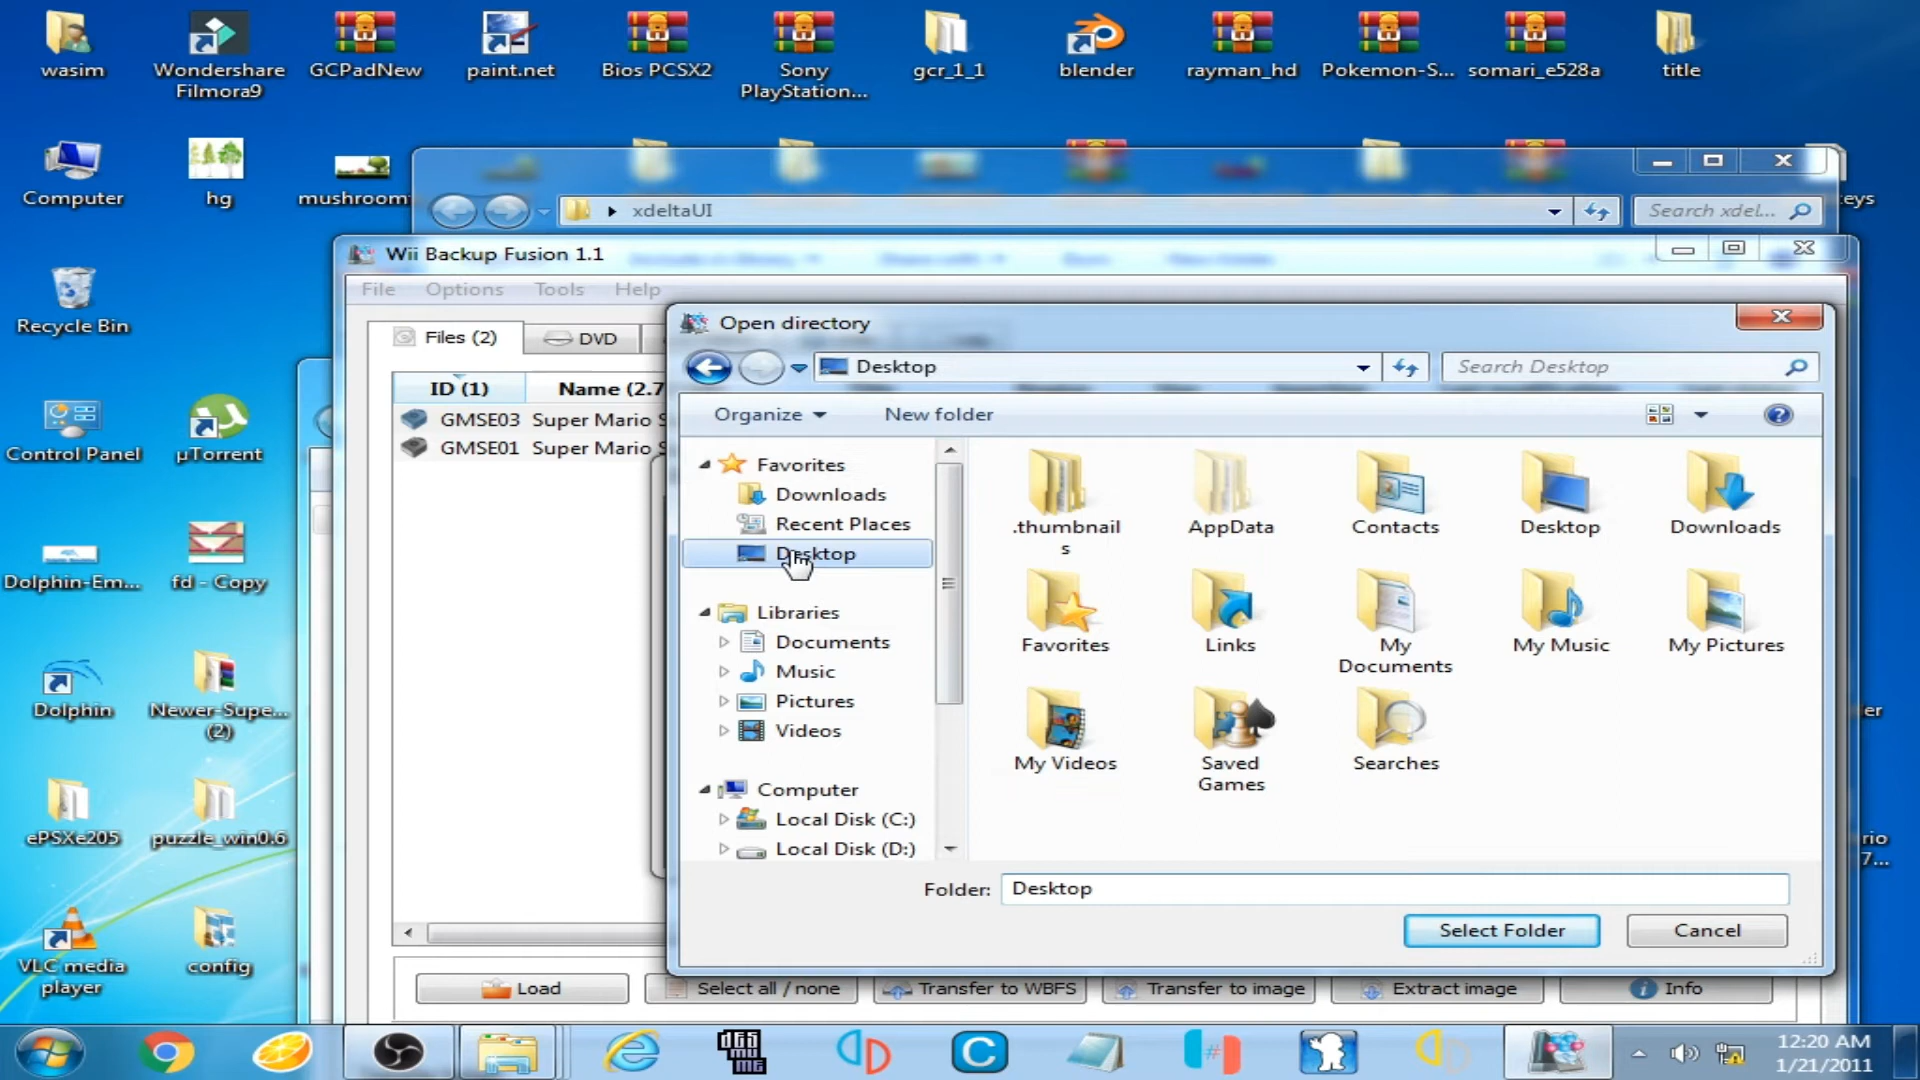 wasim
Wondershare
Filmora9
GCPadNew
paint.net
Bios PCSX2
Sony
PlayStation...
gcr_1_1
blender
rayman_hd
Pokemon-S...
somari_e528a
title
Computer
hg
mushroom
eys
xdeltaUI
Search xdel...
Wii Backup Fusion 1.1
File
Options
Tools
Help
Recycle Bin
Files (2)
DVD
ID (1)
Name (2.7
GMSE03 Super Mario S
GMSE01 Super Mario S
Open directory
Desktop
Search Desktop
Organize
New folder
Favorites
Downloads
Recent Places
Desktop
Libraries
Documents
Music
Pictures
Videos
Computer
Local Disk (C:)
Local Disk (D:)
.thumbnail
s
AppData
Contacts
Desktop
Downloads
Favorites
Links
My
Documents
My Music
My Pictures
My Videos
Saved
Games
Searches
Folder:
Desktop
Select Folder
Cancel
Control Panel
µTorrent
Dolphin-Em...
fd - Copy
Dolphin
Newer-Supe...
(2)
er
ePSXe205
puzzle_win0.6
rio
7...
VLC media
player
config
Load
Select all / none
Transfer to WBFS
Transfer to image
Extract image
Info
12:20 AM
1/21/2011